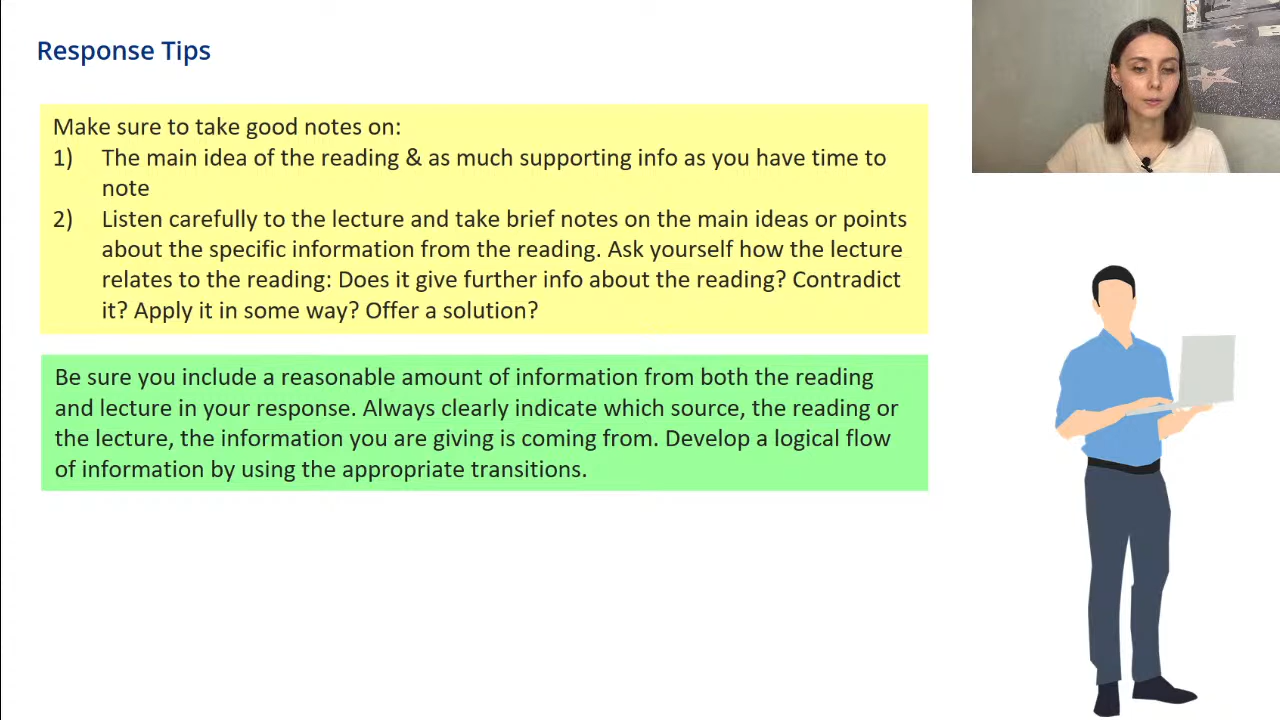 Response Tips
Make sure to take good notes on:
1) The main idea of the reading & as much supporting info as you have time to
note
2) Listen carefully to the lecture and take brief notes on the main ideas or points
about the specific information from the reading. Ask yourself how the lecture
relates to the reading: Does it give further info about the reading? Contradict
it? Apply it in some way? Offer a solution?
Be sure you include a reasonable amount of information from both the reading
and lecture in your response. Always clearly indicate which source, the reading or
the lecture, the information you are giving is coming from. Develop a logical flow
of information by using the appropriate transitions.